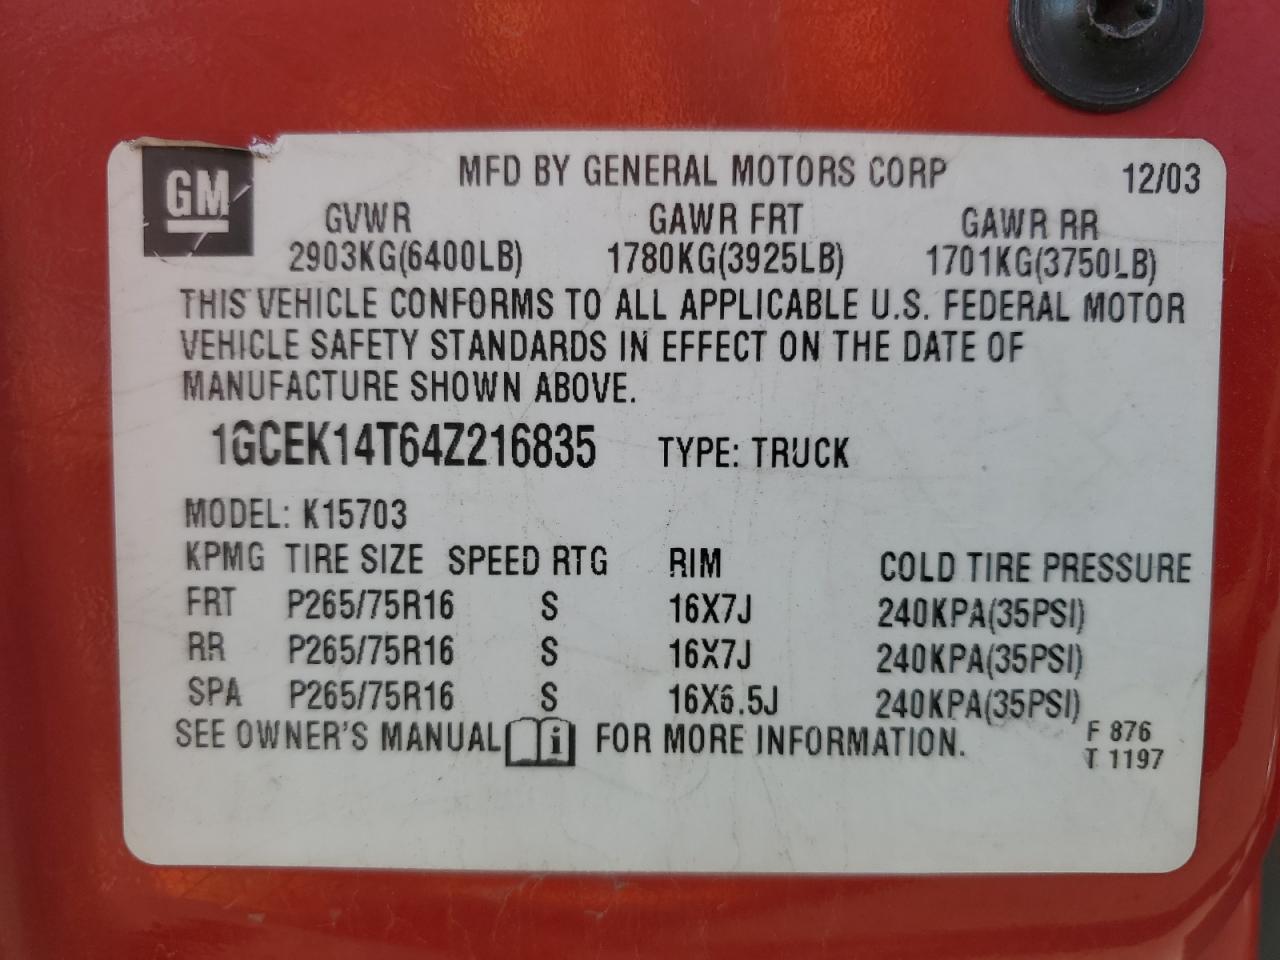 GM
MFD BY GENERAL MOTORS CORP 12/03
GVWR GAWR FRT GAWR RR
2903KG(6400LB) 1780KG(3925LB) 1701KG(3750LB)
THIS VEHICLE CONFORMS TO ALL APPLICABLE U.S. FEDERAL MOTOR
VEHICLE SAFETY STANDARDS IN EFFECT ON THE DATE OF
MANUFACTURE SHOWN ABOVE.
1GCEK14T64Z216835 TYPE: TRUCK
MODEL: K15703
KPMG TIRE SIZE SPEED RTG RIM COLD TIRE PRESSURE
FRT P265/75R16 S 16X7J 240KPA(35PSI)
RR P265/75R16 S 16X7J 240KPA(35PSI)
SPA P265/75R16 S 16X6.5J 240KPA(35PSI)
SEE OWNER'S MANUAL i FOR MORE INFORMATION.
F 876
T 1197